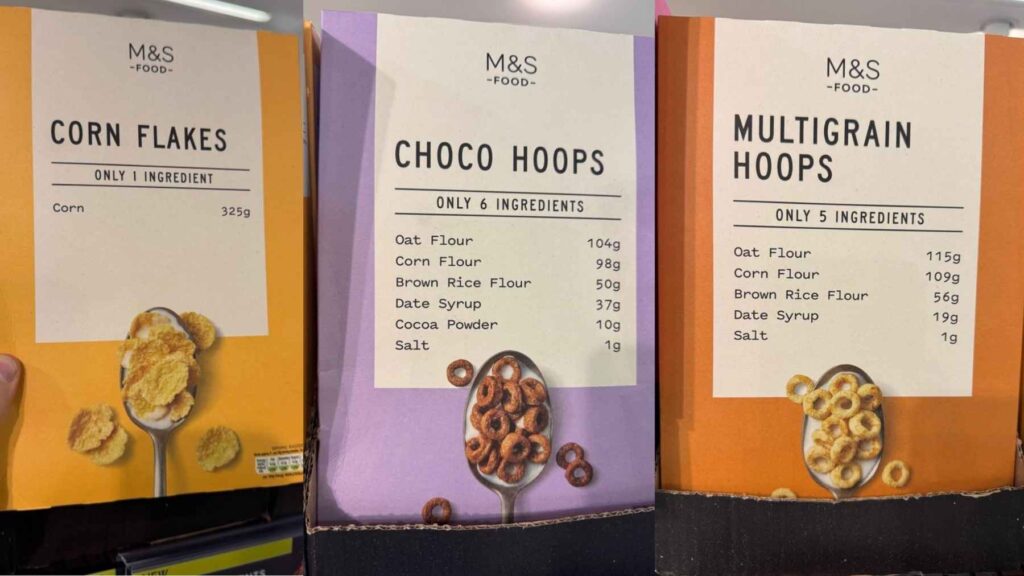 M&S
-FOOD-
CORN FLAKES
ONLY 1 INGREDIENT
Corn 325g
M&S
-FOOD-
CHOCO HOOPS
ONLY 6 INGREDIENTS
Oat Flour 104g
Corn Flour 98g
Brown Rice Flour 50g
Date Syrup 37g
Cocoa Powder 10g
Salt 1g
M&S
-FOOD-
MULTIGRAIN
HOOPS
ONLY 5 INGREDIENTS
Oat Flour 115g
Corn Flour 109g
Brown Rice Flour 56g
Date Syrup 19g
Salt 1g